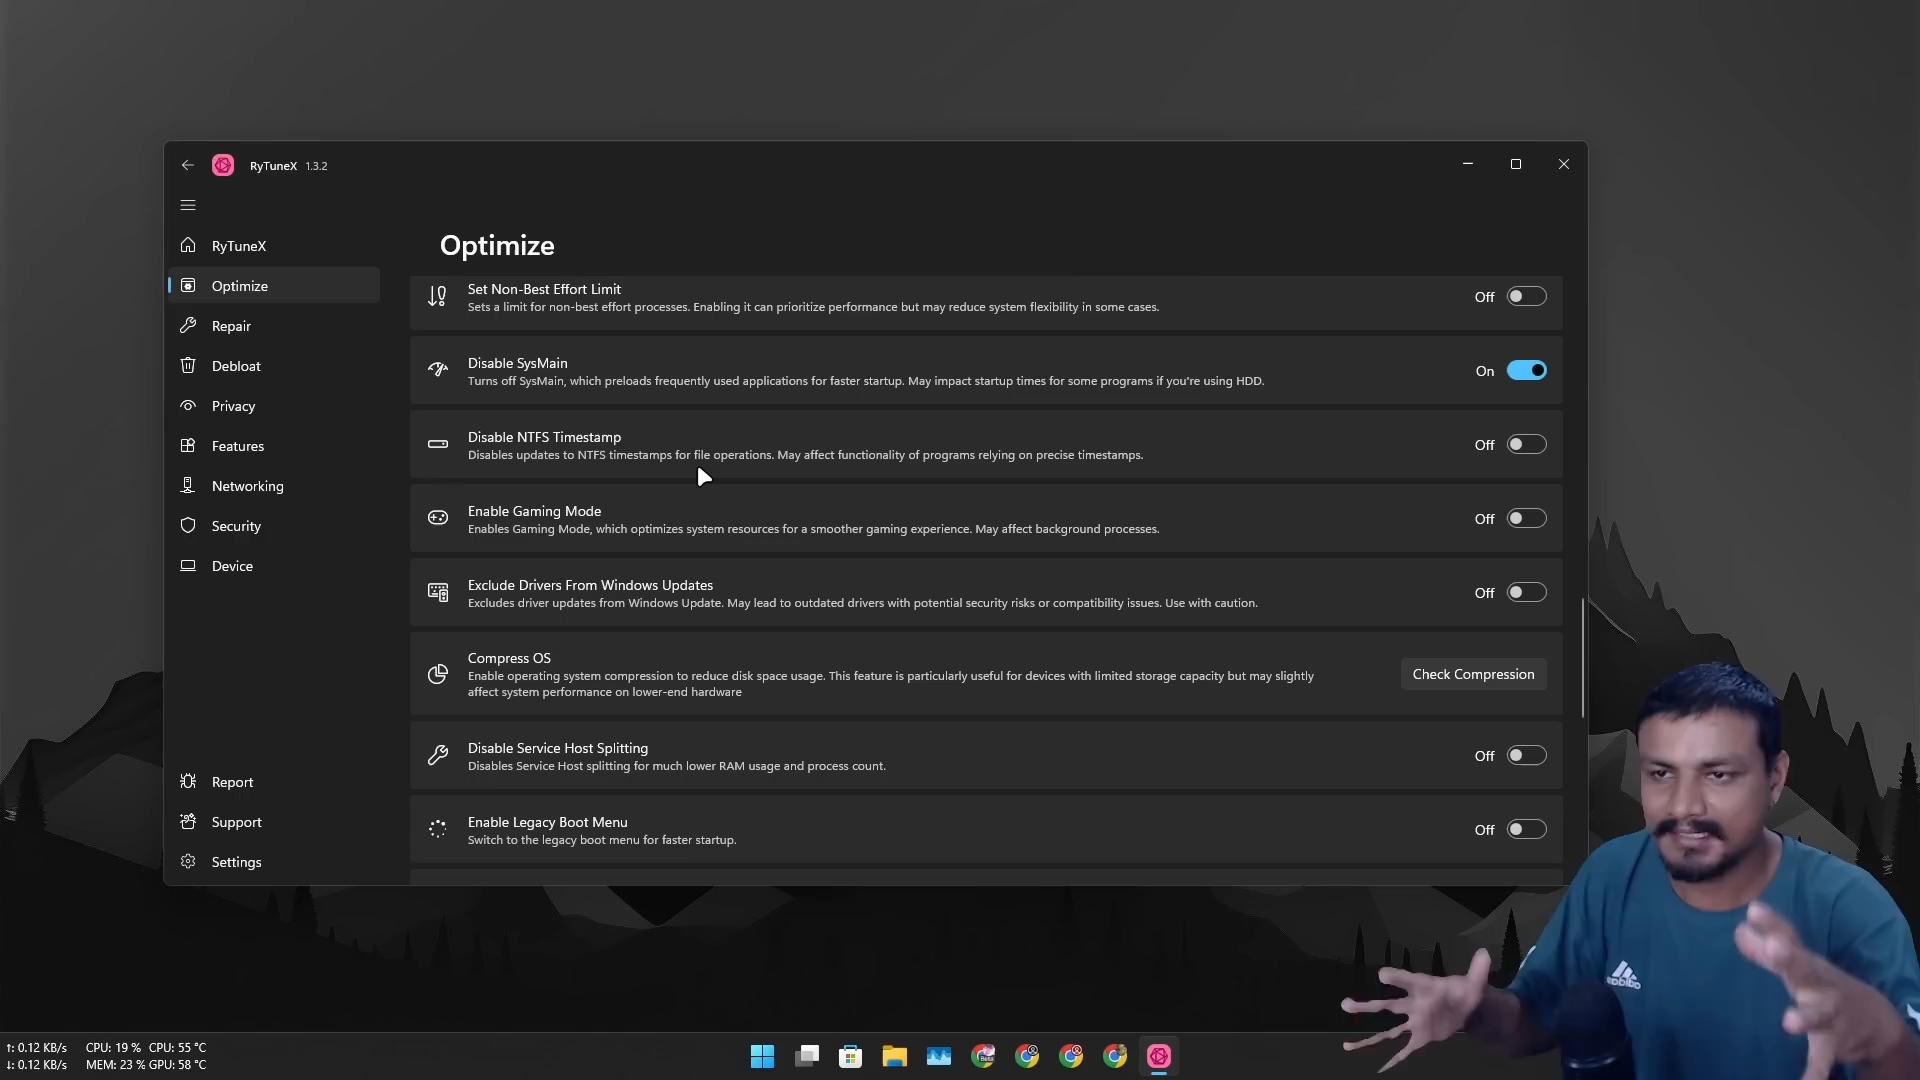 RyTuneX 1.3.2
RyTuneX
Optimize
Repair
Debloat
Privacy
Features
Networking
Security
Device
Report
Support
Settings
Optimize
Set Non-Best Effort Limit
Sets a limit for non-best effort processes. Enabling it can prioritize performance but may reduce system flexibility in some cases.
Off
Disable SysMain
Turns off SysMain, which preloads frequently used applications for faster startup. May impact startup times for some programs if you're using HDD.
On
Disable NTFS Timestamp
Disables updates to NTFS timestamps for file operations. May affect functionality of programs relying on precise timestamps.
Off
Enable Gaming Mode
Enables Gaming Mode, which optimizes system resources for a smoother gaming experience. May affect background processes.
Off
Exclude Drivers From Windows Updates
Excludes driver updates from Windows Update. May lead to outdated drivers with potential security risks or compatibility issues. Use with caution.
Off
Compress OS
Enable operating system compression to reduce disk space usage. This feature is particularly useful for devices with limited storage capacity but may slightly
affect system performance on lower-end hardware
Check Compression
Disable Service Host Splitting
Disables Service Host splitting for much lower RAM usage and process count.
Off
Enable Legacy Boot Menu
Switch to the legacy boot menu for faster startup.
Off
↑: 0.12 KB/s CPU: 19 % CPU: 55 °C
↓: 0.12 KB/s MEM: 23 % GPU: 58 °C
Beta